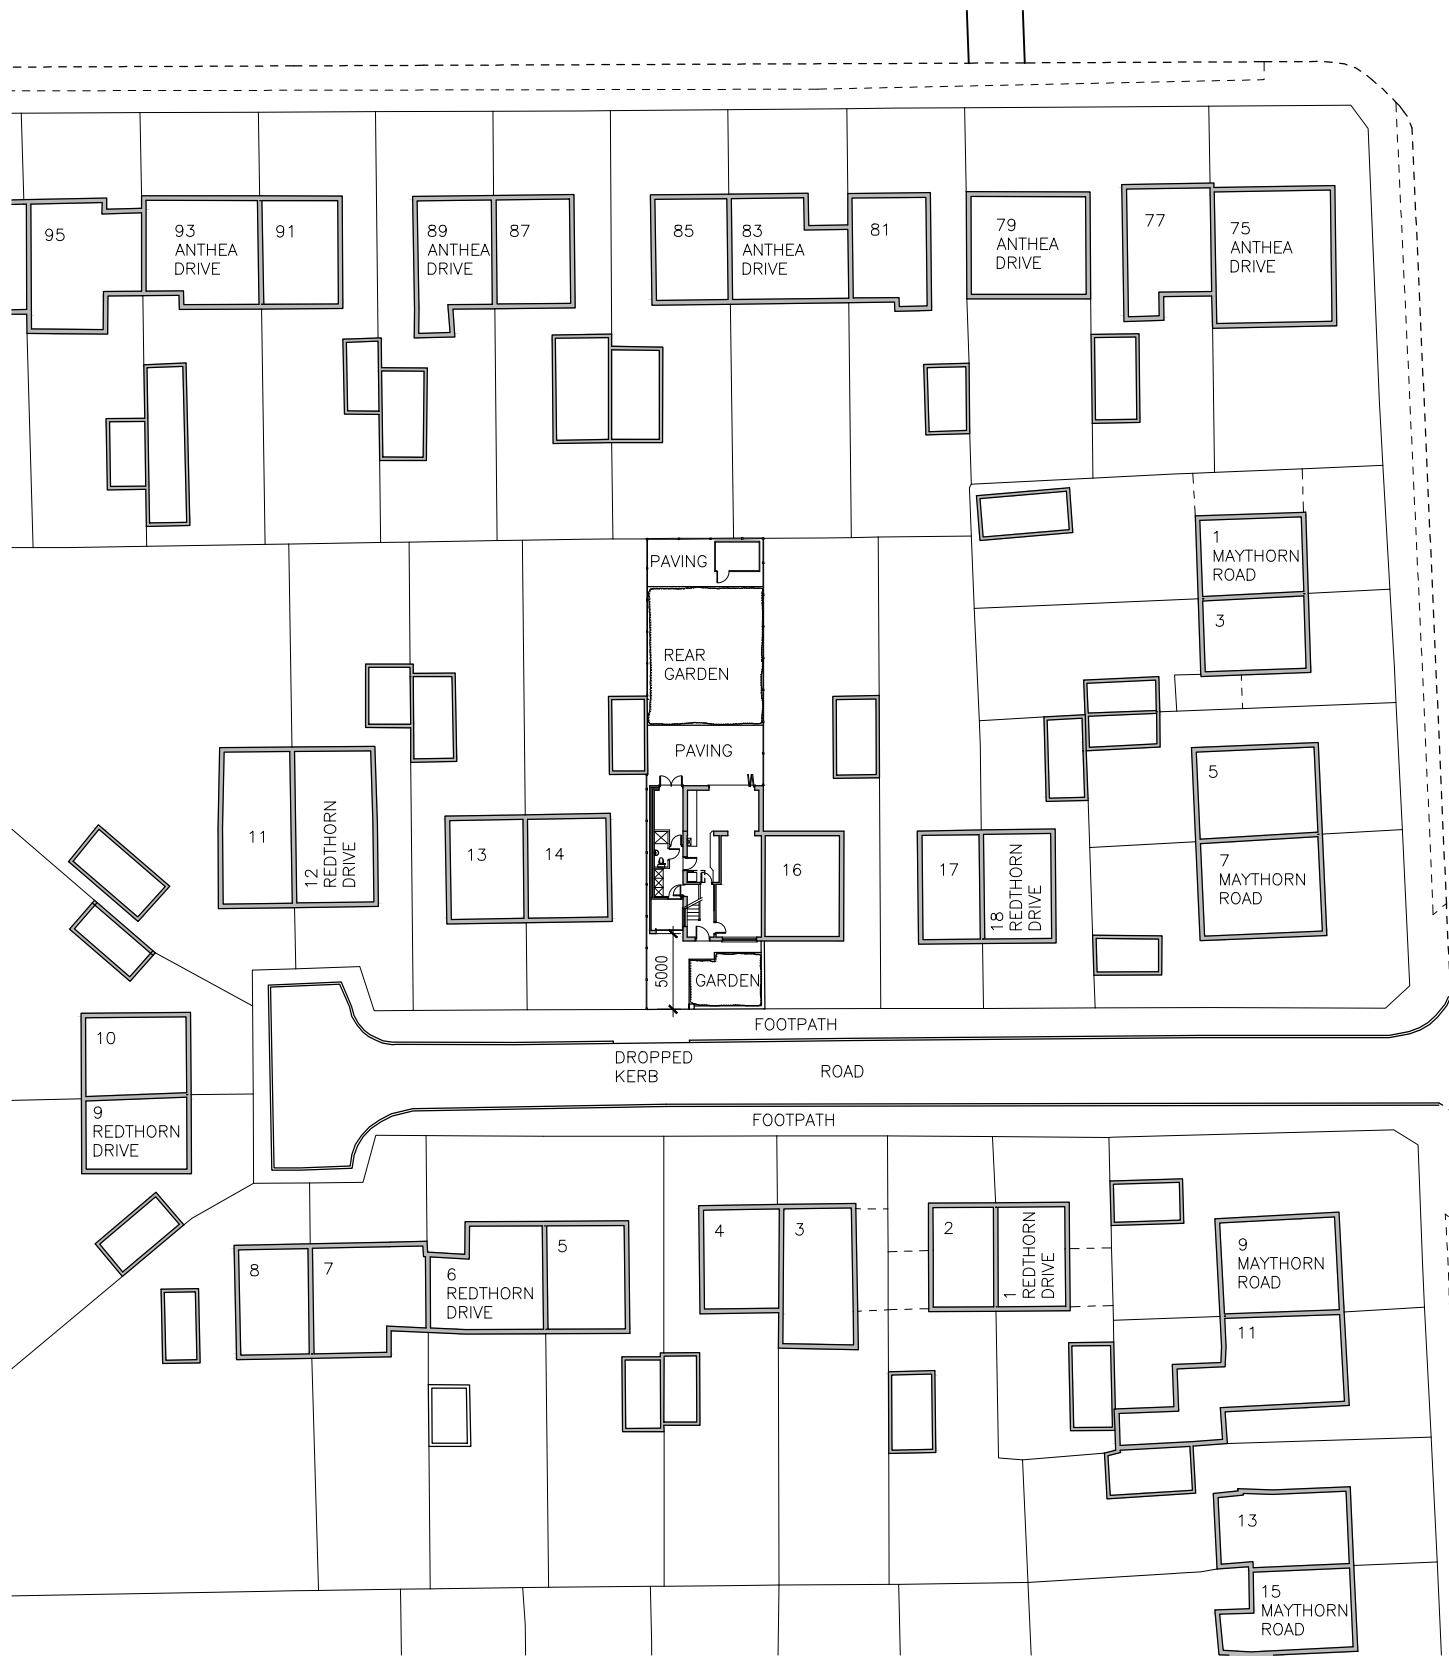 95
93
ANTHEA
DRIVE
91
89
ANTHEA
DRIVE
87
85
83
ANTHEA
DRIVE
81
79
ANTHEA
DRIVE
77
75
ANTHEA
DRIVE
1
MAYTHORN
ROAD
3
PAVING
REAR
GARDEN
PAVING
5
7
MAYTHORN
ROAD
11
12
REDTHORN
DRIVE
13
14
16
17
18
REDTHORN
DRIVE
5000
GARDEN
FOOTPATH
DROPPED
KERB
ROAD
FOOTPATH
10
9
REDTHORN
DRIVE
8
7
6
REDTHORN
DRIVE
5
4
3
2
1
REDTHORN
DRIVE
9
MAYTHORN
ROAD
11
13
15
MAYTHORN
ROAD